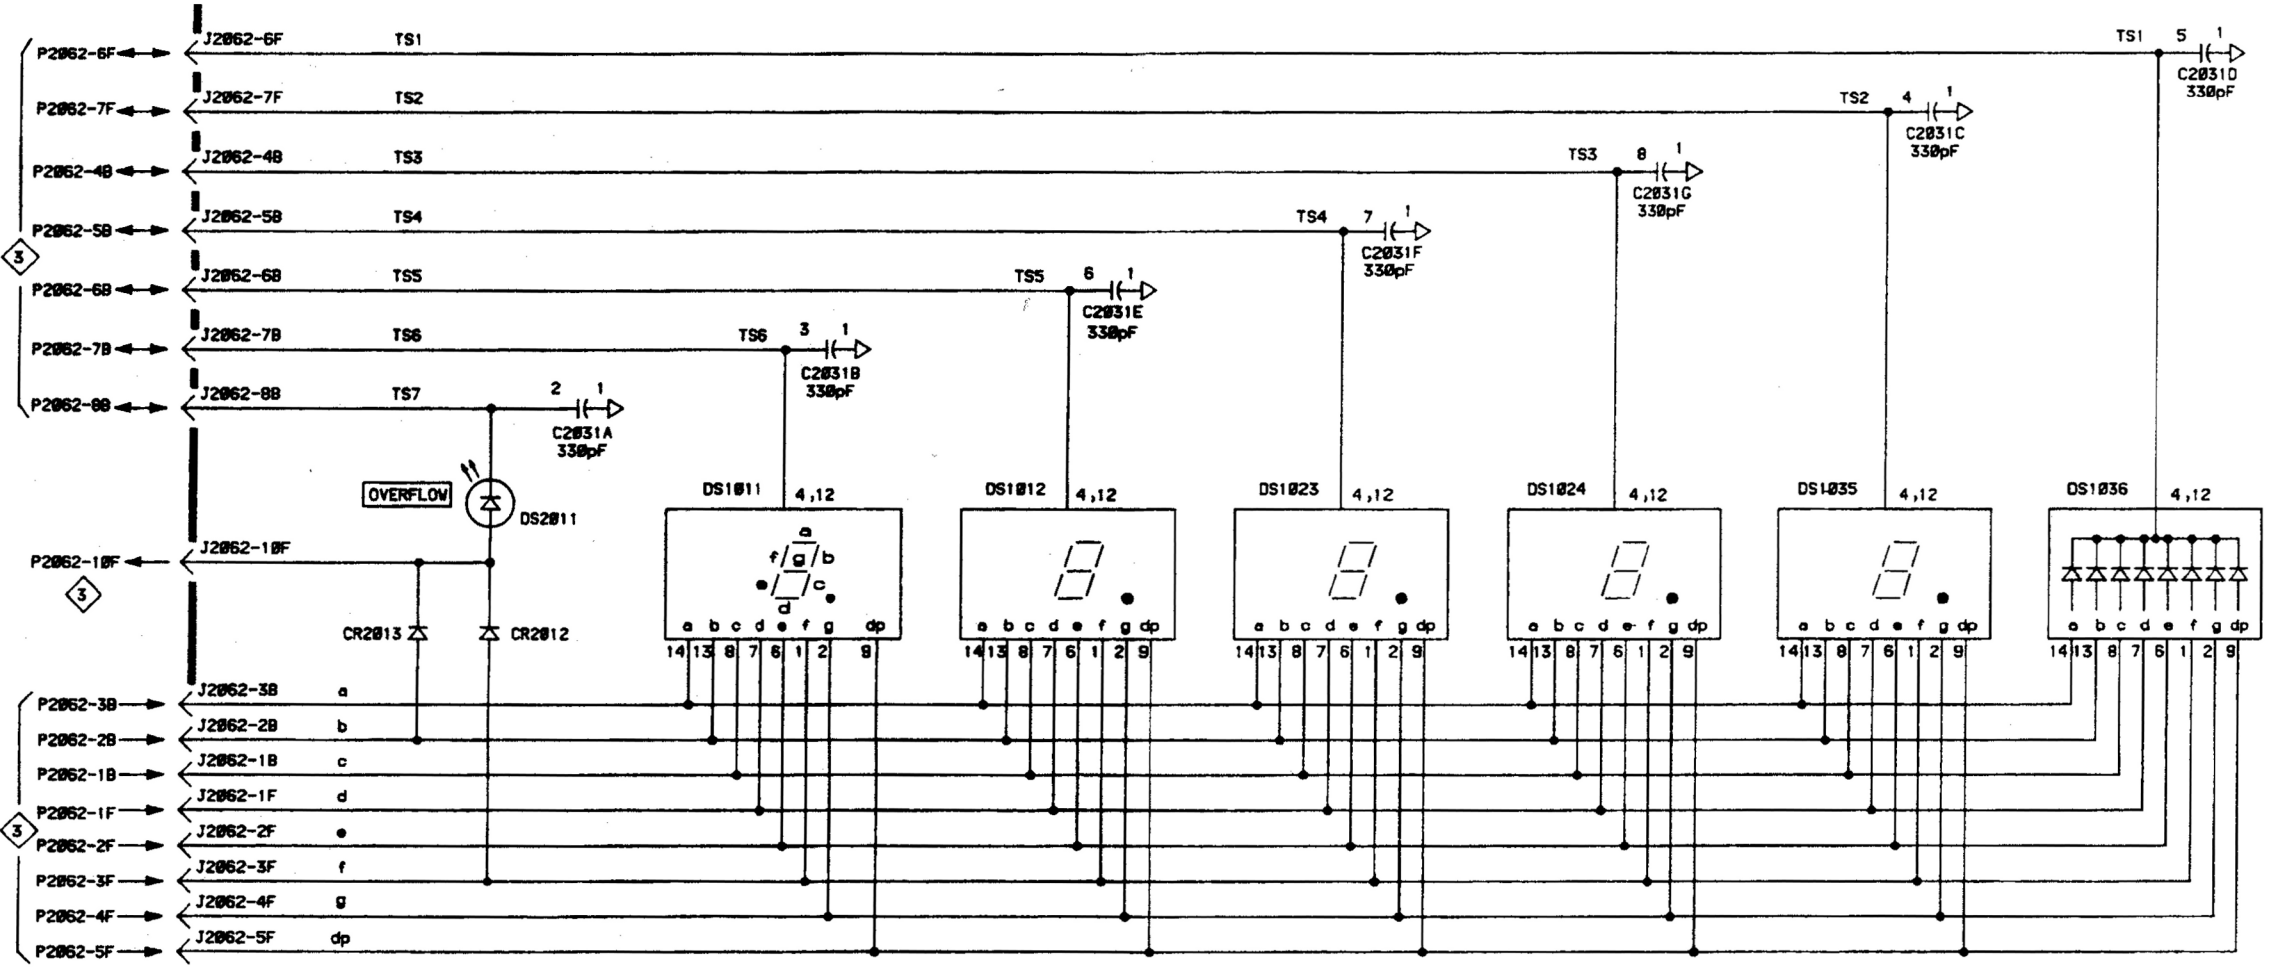 P2062-6F J2062-6F TS1 TS1 5 1
C2031D
330pF
P2062-7F J2062-7F TS2 TS2 4 1
C2031C
330pF
P2062-4B J2062-4B TS3 TS3 8 1
C2031G
330pF
P2062-5B J2062-5B TS4 TS4 7 1
C2031F
330pF
3
P2062-6B J2062-6B TS5 TS5 6 1
C2031E
330pF
P2062-7B J2062-7B TS6 TS6 3 1
C2031B
330pF
P2062-8B J2062-8B TS7 2 1
C2031A
330pF
OVERFLOW
DS2011
DS1011 4,12 DS1012 4,12 DS1023 4,12 DS1024 4,12 DS1035 4,12 DS1036 4,12
P2062-10F J2062-10F
3
a
f g b
c
d
CR2013 CR2012
a b c d e f g dp a b c d e f g dp a b c d e f g dp a b c d e f g dp a b c d e f g dp a b c d e f g dp
14 13 8 7 6 1 2 9 14 13 8 7 6 1 2 9 14 13 8 7 6 1 2 9 14 13 8 7 6 1 2 9 14 13 8 7 6 1 2 9 14 13 8 7 6 1 2 9
P2062-3B J2062-3B a
P2062-2B J2062-2B b
P2062-1B J2062-1B c
P2062-1F J2062-1F d
3
P2062-2F J2062-2F e
P2062-3F J2062-3F f
P2062-4F J2062-4F g
P2062-5F J2062-5F dp